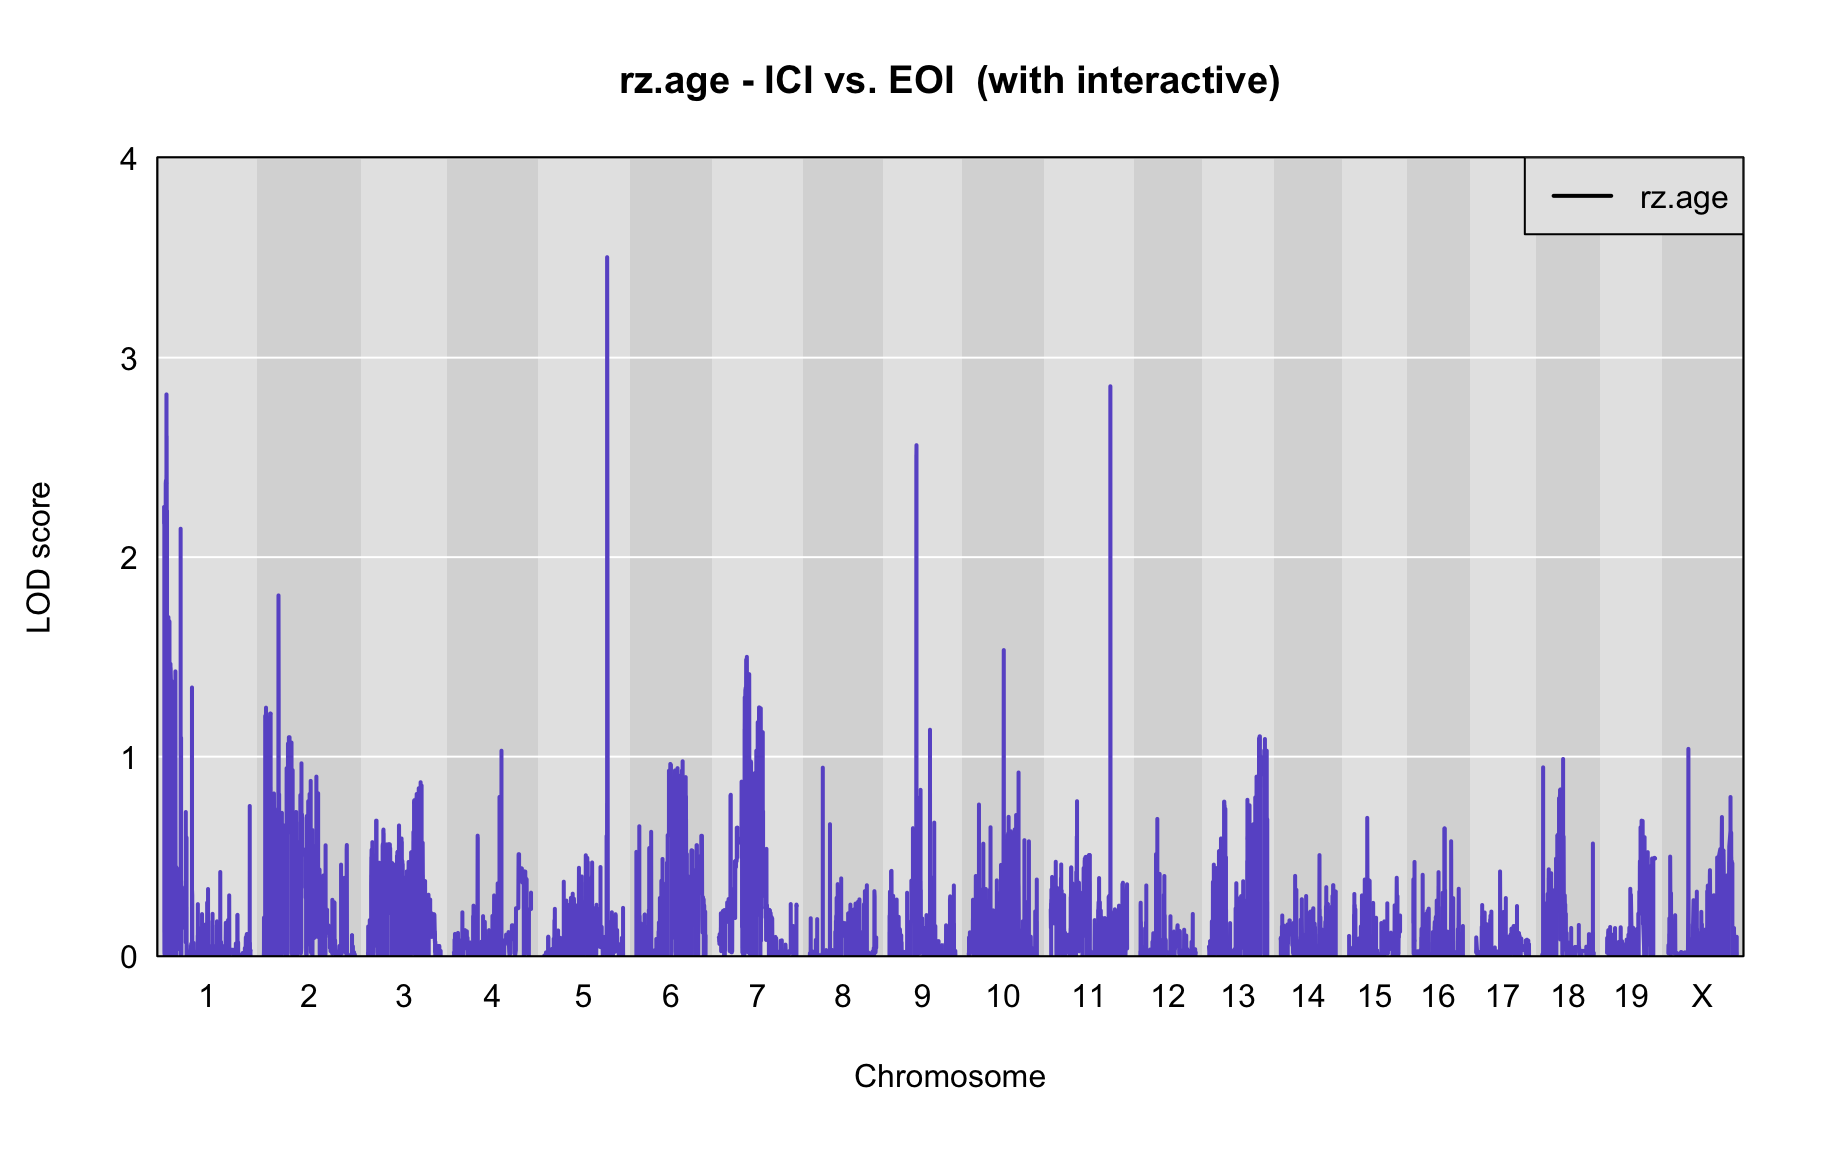 rz.age - ICI vs. EOI  (with interactive)
4
3
2
1
0
LOD score
rz.age
1 2 3 4 5 6 7 8 9 10 11 12 13 14 15 16 17 18 19 X
Chromosome